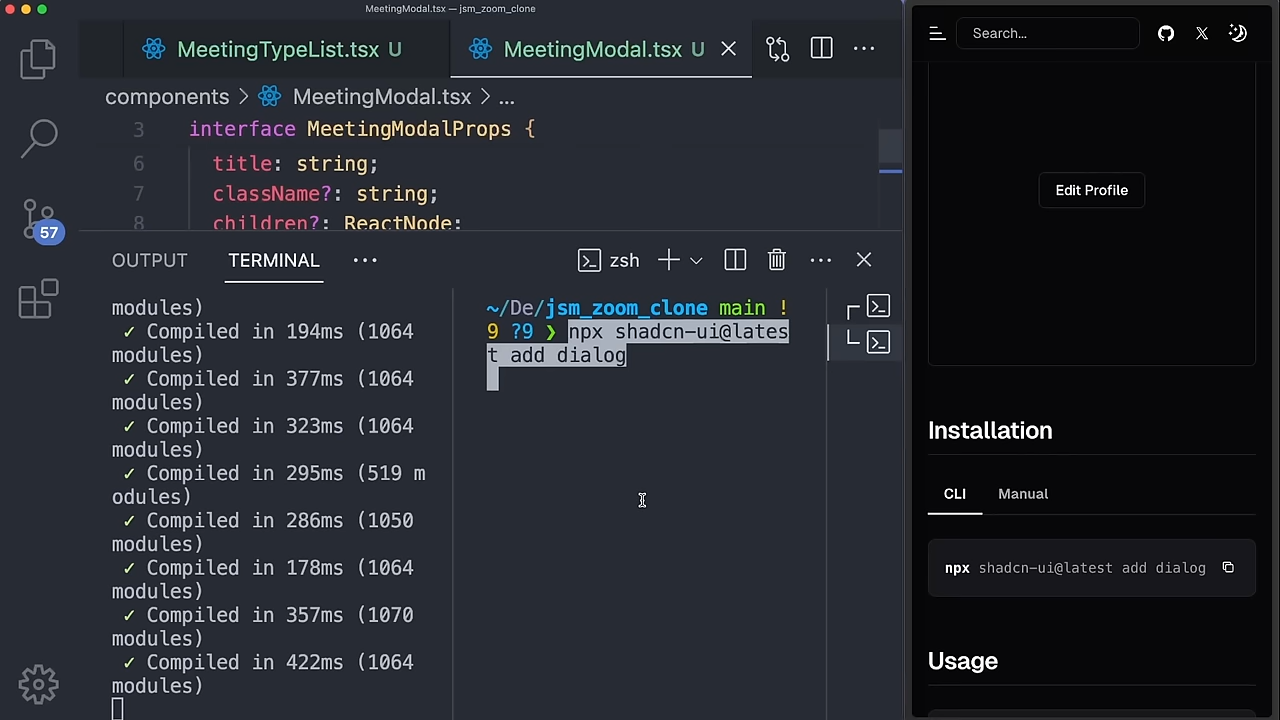 MeetingModal.tsx — jsm_zoom_clone
MeetingTypeList.tsx U
MeetingModal.tsx U
components > MeetingModal.tsx > ...
3 interface MeetingModalProps {
6 title: string;
7 className?: string;
8 children?: ReactNode;
57
OUTPUT
TERMINAL
zsh
modules)
✓ Compiled in 194ms (1064
modules)
✓ Compiled in 377ms (1064
modules)
✓ Compiled in 323ms (1064
modules)
✓ Compiled in 295ms (519 m
odules)
✓ Compiled in 286ms (1050
modules)
✓ Compiled in 178ms (1064
modules)
✓ Compiled in 357ms (1070
modules)
✓ Compiled in 422ms (1064
modules)
~/De/jsm_zoom_clone main !
9 ?9 ❯ npx shadcn-ui@lates
t add dialog
Search...
Edit Profile
Installation
CLI
Manual
npx shadcn-ui@latest add dialog
Usage